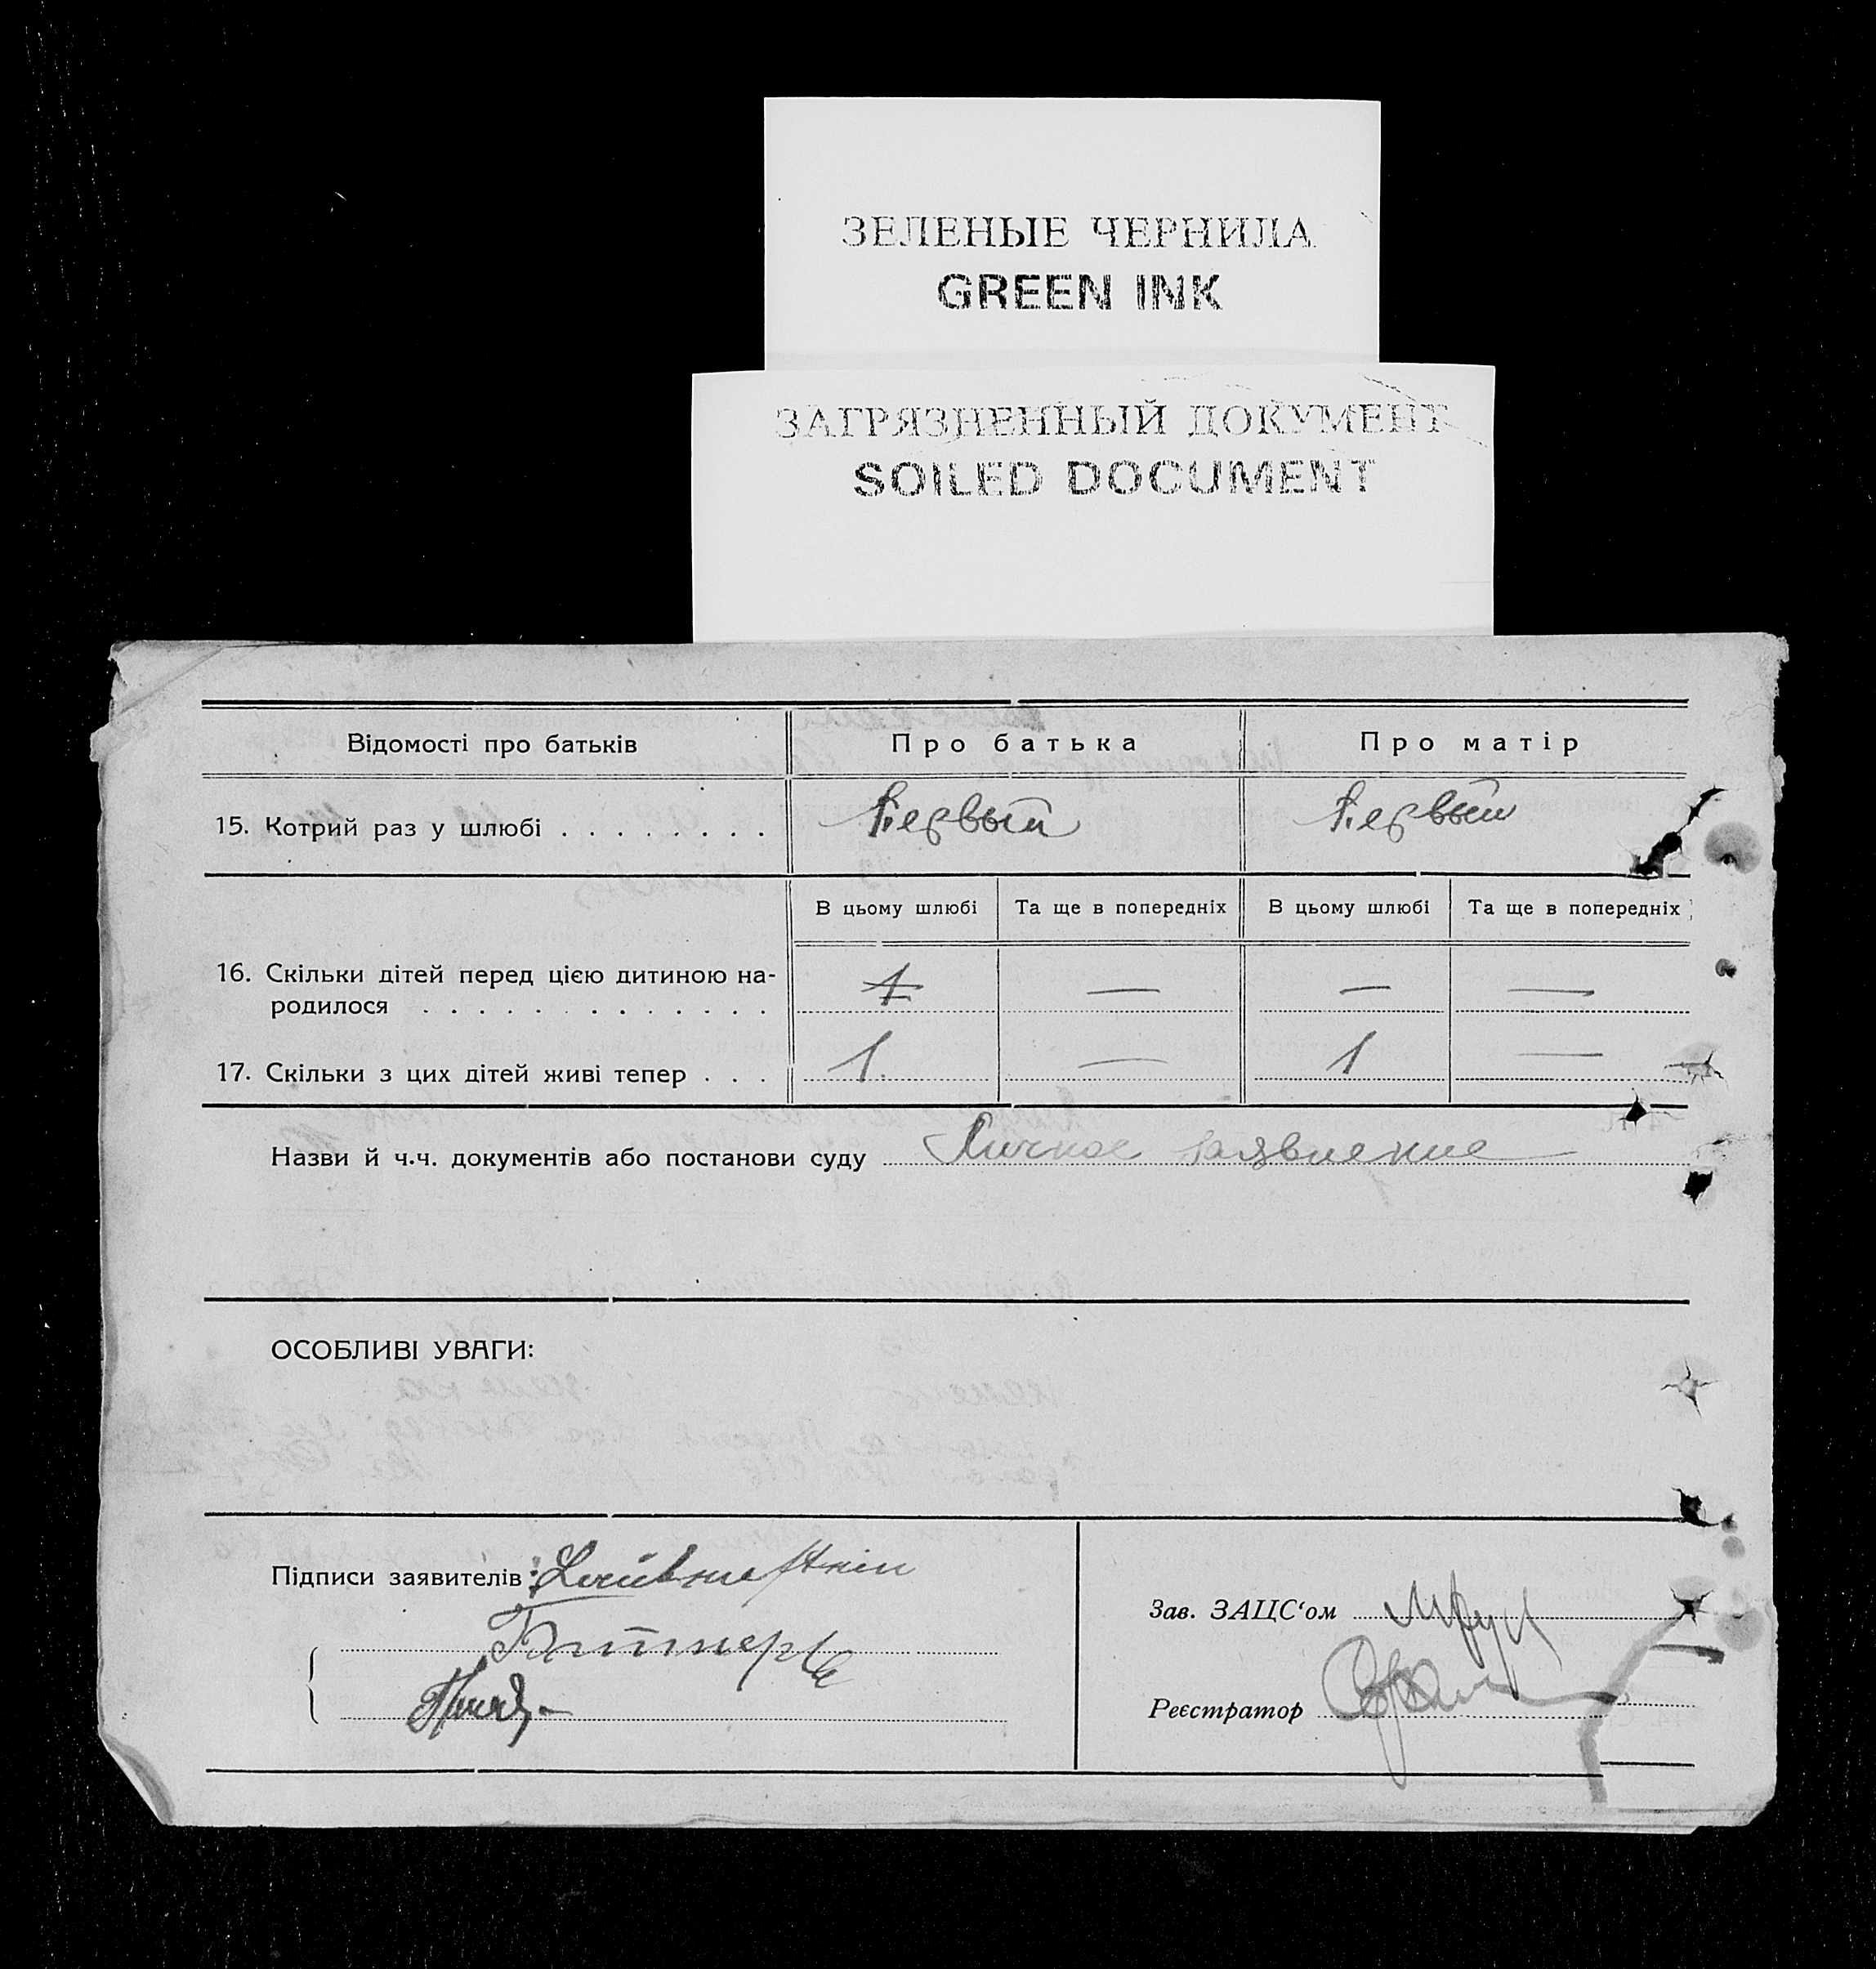 ЗЕЛЕНЫЕ ЧЕРНИЛА
GREEN INK
ЗАГРЯЗНЕННЫЙ ДОКУМЕНТ
SOILED DOCUMENT
Відомості про батьків Про батька Про матір
15. Котрий раз у шлюбі . . . . . . . . Первый Первый
В цьому шлюбі Та ще в попередніх В цьому шлюбі Та ще в попередніх
16. Скільки дітей перед цією дитиною на-
родилося . . . . . . . . . . . . . 1 — — —
17. Скільки з цих дітей живі тепер . . . 1. — 1 —
Назви й ч.ч. документів або постанови суду Личное заявление
ОСОБЛИВІ УВАГИ:
Підписи заявителів:
Зав. ЗАЦС‘ом
Реєстратор